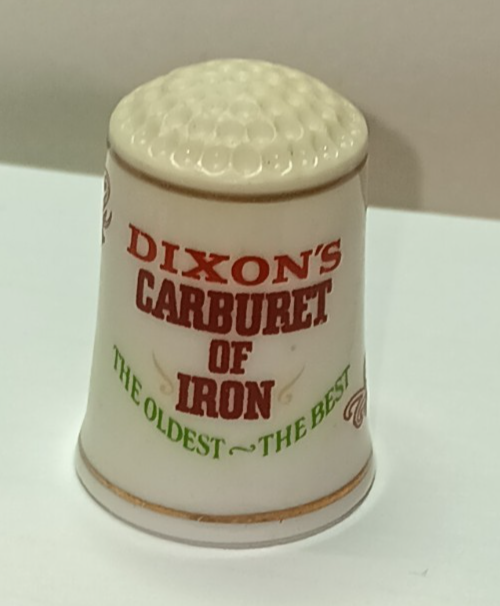 DIXON'S
CARBURET
OF
IRON
THE OLDEST ~ THE BEST